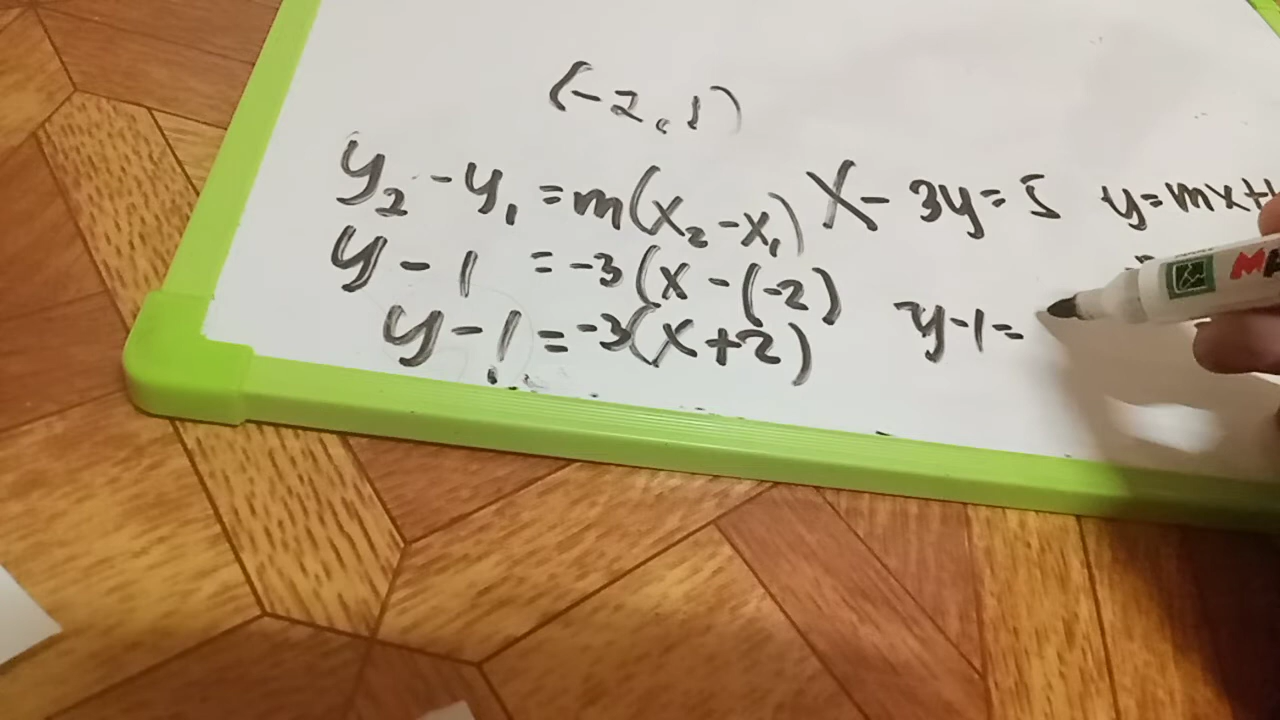 (-2, 1)
y₂ - y₁ = m(x₂ - x₁) X - 3y = 5 y = mx+
y - 1 = -3(x - (-2)
y - 1 = -3(x + 2) y - 1 =